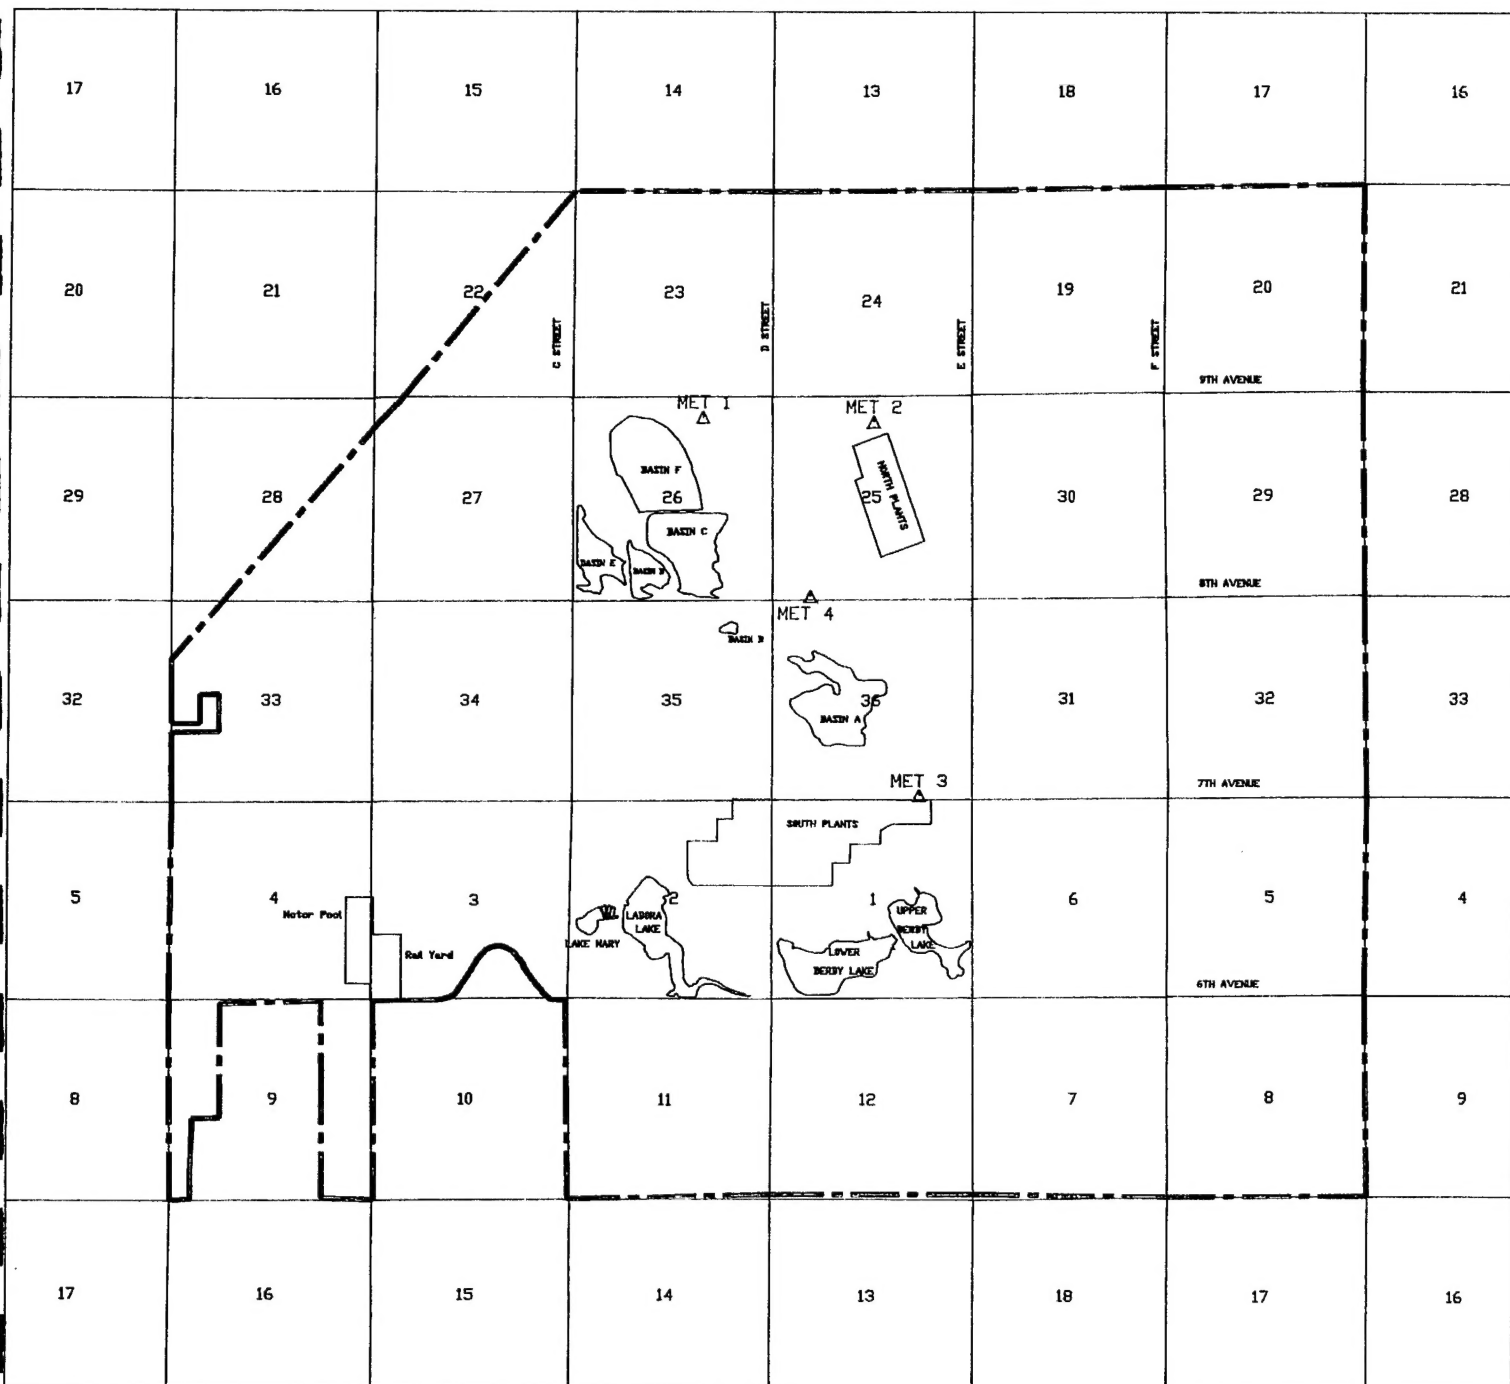 17
16
15
14
13
18
17
16
20
21
22
23
24
19
20
21
C STREET
D STREET
E STREET
F STREET
9TH AVENUE
MET 1
MET 2
BASIN F
NORTH PLANTS
29
28
27
26
25
30
29
28
BASIN C
BASIN E
BASIN D
8TH AVENUE
MET 4
BASIN B
32
33
34
35
36
31
32
33
BASIN A
MET 3
7TH AVENUE
SOUTH PLANTS
5
4
3
2
1
6
5
4
Motor Pool
Rail Yard
LADORA
LAKE
LAKE MARY
UPPER
DERBY
LAKE
LOWER
DERBY LAKE
6TH AVENUE
8
9
10
11
12
7
8
9
17
16
15
14
13
18
17
16